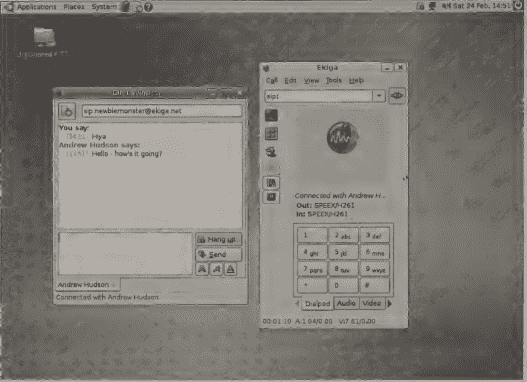 Applications Places System
Sat 24 Feb, 14:51
Ekiga
Call Edit View Tools Help
sip:
sip:newbiemonster@ekiga.net
You say:
Hiya
Andrew Hudson says:
Hello - how's it going?
Hang up
Send
A A A
Andrew Hudson
Connected with Andrew Hudson
Connected with Andrew H...
Out: SPEEX/H261
In: SPEEX/H261
1 2 abc 3 def
4 ghi 5 jkl 6 mno
7 pqrs 8 tuv 9 wxyz
* 0 #
Dialpad Audio Video